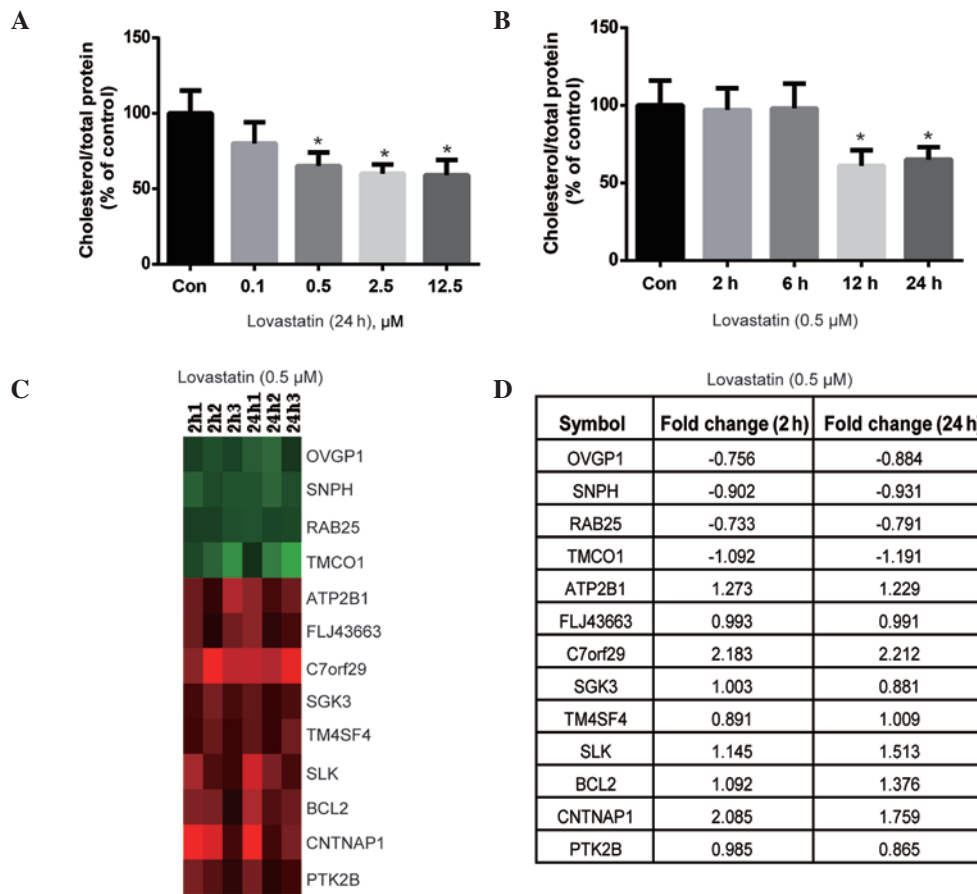 A
Cholesterol/total protein
(% of control)
150
100
50
0
*
*
*
Con
0.1
0.5
2.5
12.5
Lovastatin (24 h), µM
B
Cholesterol/total protein
(% of control)
150
100
50
0
*
*
Con
2 h
6 h
12 h
24 h
Lovastatin (0.5 µM)
C
Lovastatin (0.5 µM)
2h1
2h2
2h3
24h1
24h2
24h3
OVGP1
SNPH
RAB25
TMCO1
ATP2B1
FLJ43663
C7orf29
SGK3
TM4SF4
SLK
BCL2
CNTNAP1
PTK2B
D
Lovastatin (0.5 µM)
Symbol Fold change (2 h) Fold change (24 h)
OVGP1 -0.756 -0.884
SNPH -0.902 -0.931
RAB25 -0.733 -0.791
TMCO1 -1.092 -1.191
ATP2B1 1.273 1.229
FLJ43663 0.993 0.991
C7orf29 2.183 2.212
SGK3 1.003 0.881
TM4SF4 0.891 1.009
SLK 1.145 1.513
BCL2 1.092 1.376
CNTNAP1 2.085 1.759
PTK2B 0.985 0.865